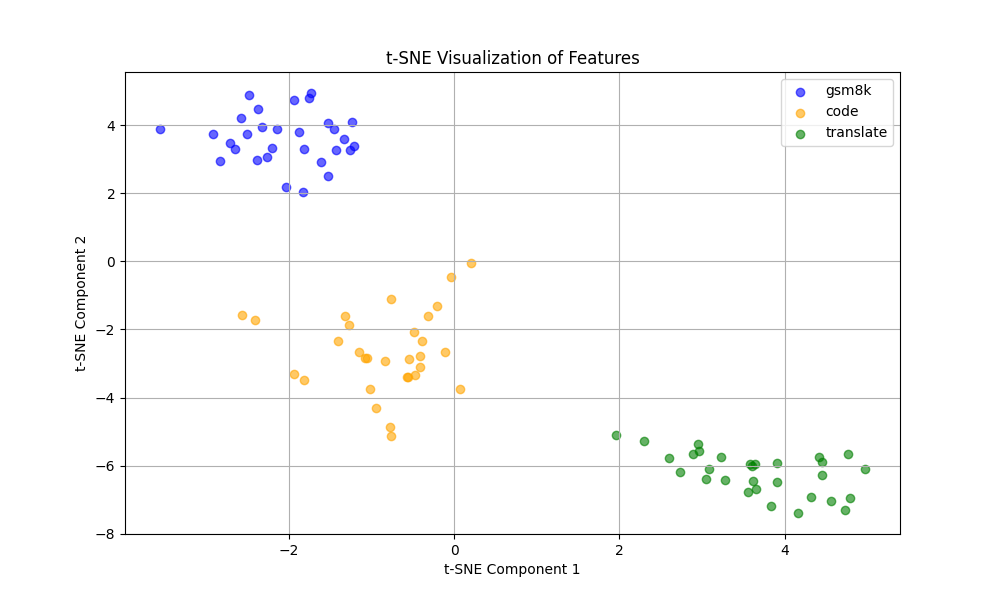 t-SNE Visualization of Features
gsm8k
code
translate
4
2
0
−2
−4
−6
−8
t-SNE Component 2
−2
0
2
4
t-SNE Component 1